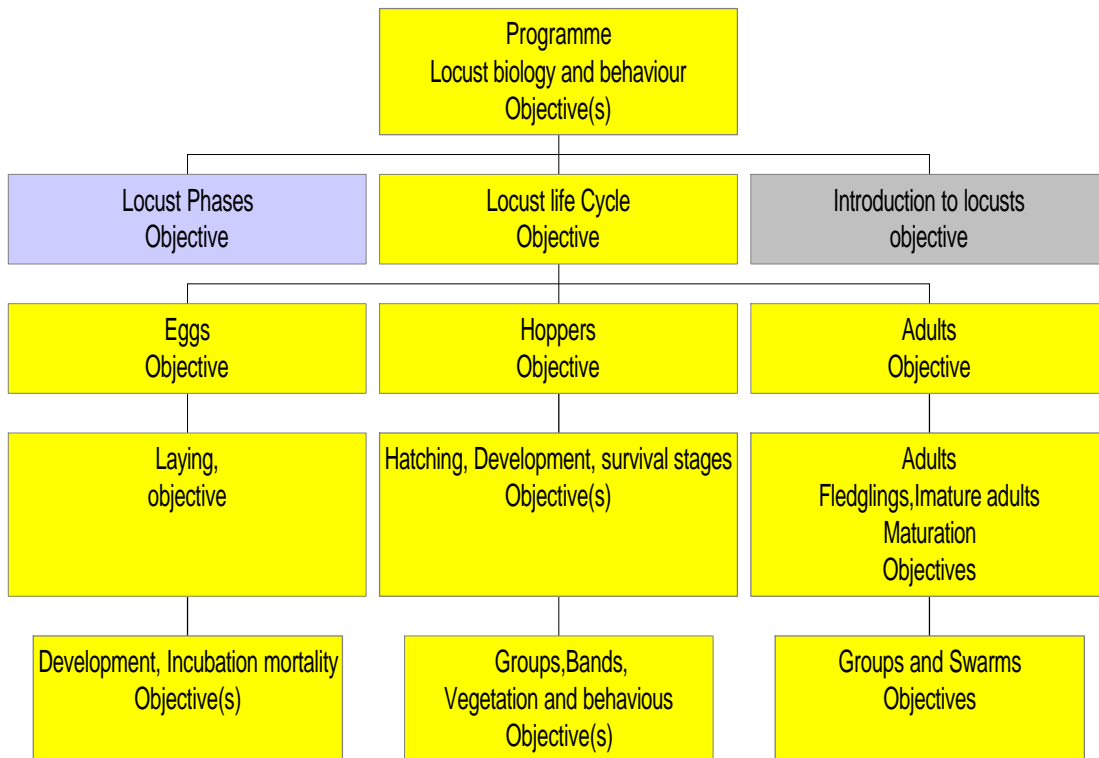 Programme
Locust biology and behaviour
Objective(s)
Locust Phases
Objective
Locust life Cycle
Objective
Introduction to locusts
objective
Eggs
Objective
Hoppers
Objective
Adults
Objective
Laying,
objective
Hatching, Development, survival stages
Objective(s)
Adults
Fledglings,Imature adults
Maturation
Objectives
Development, Incubation mortality
Objective(s)
Groups,Bands,
Vegetation and behavious
Objective(s)
Groups and Swarms
Objectives